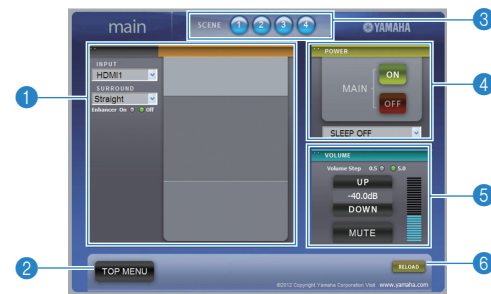 main
SCENE 1 2 3 4
YAMAHA
3
INPUT
HDMI1
SURROUND
Straight
Enhancer On Off
1
POWER
MAIN
ON
OFF
SLEEP OFF
4
VOLUME
Volume Step 0.5 5.0
UP
-40.0dB
DOWN
MUTE
5
2
TOP MENU
RELOAD
6
©2012 Copyright Yamaha Corporation Visit www.yamaha.com